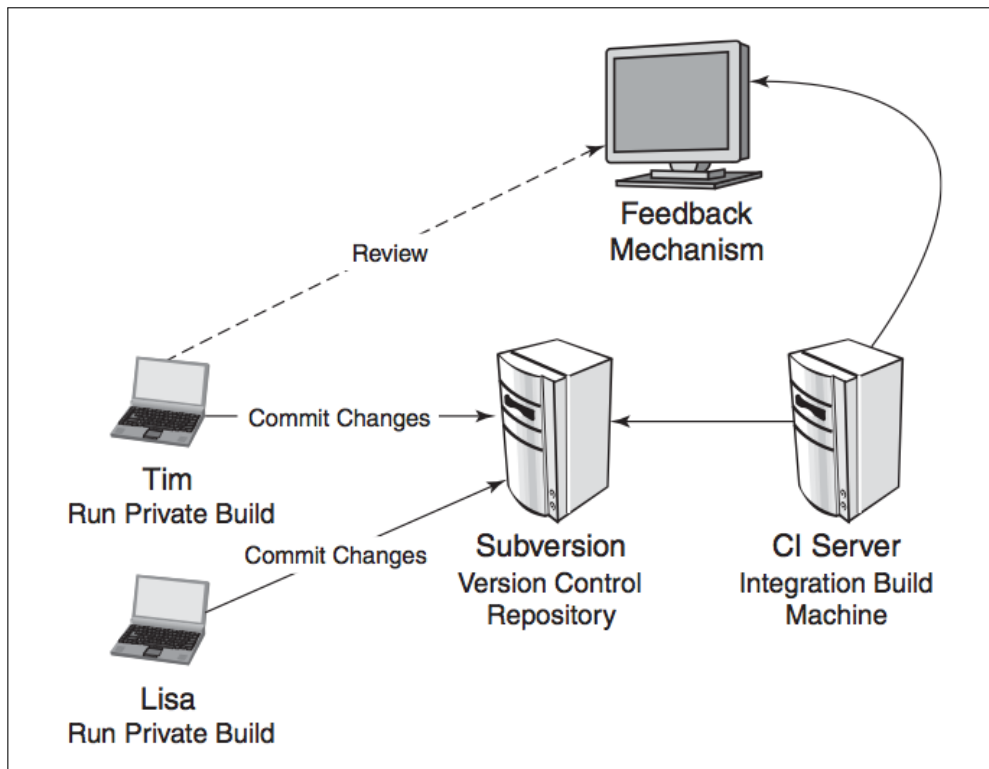 Feedback
Mechanism
Review
Commit Changes
Tim
Run Private Build
Commit Changes
Subversion
Version Control
Repository
CI Server
Integration Build
Machine
Lisa
Run Private Build